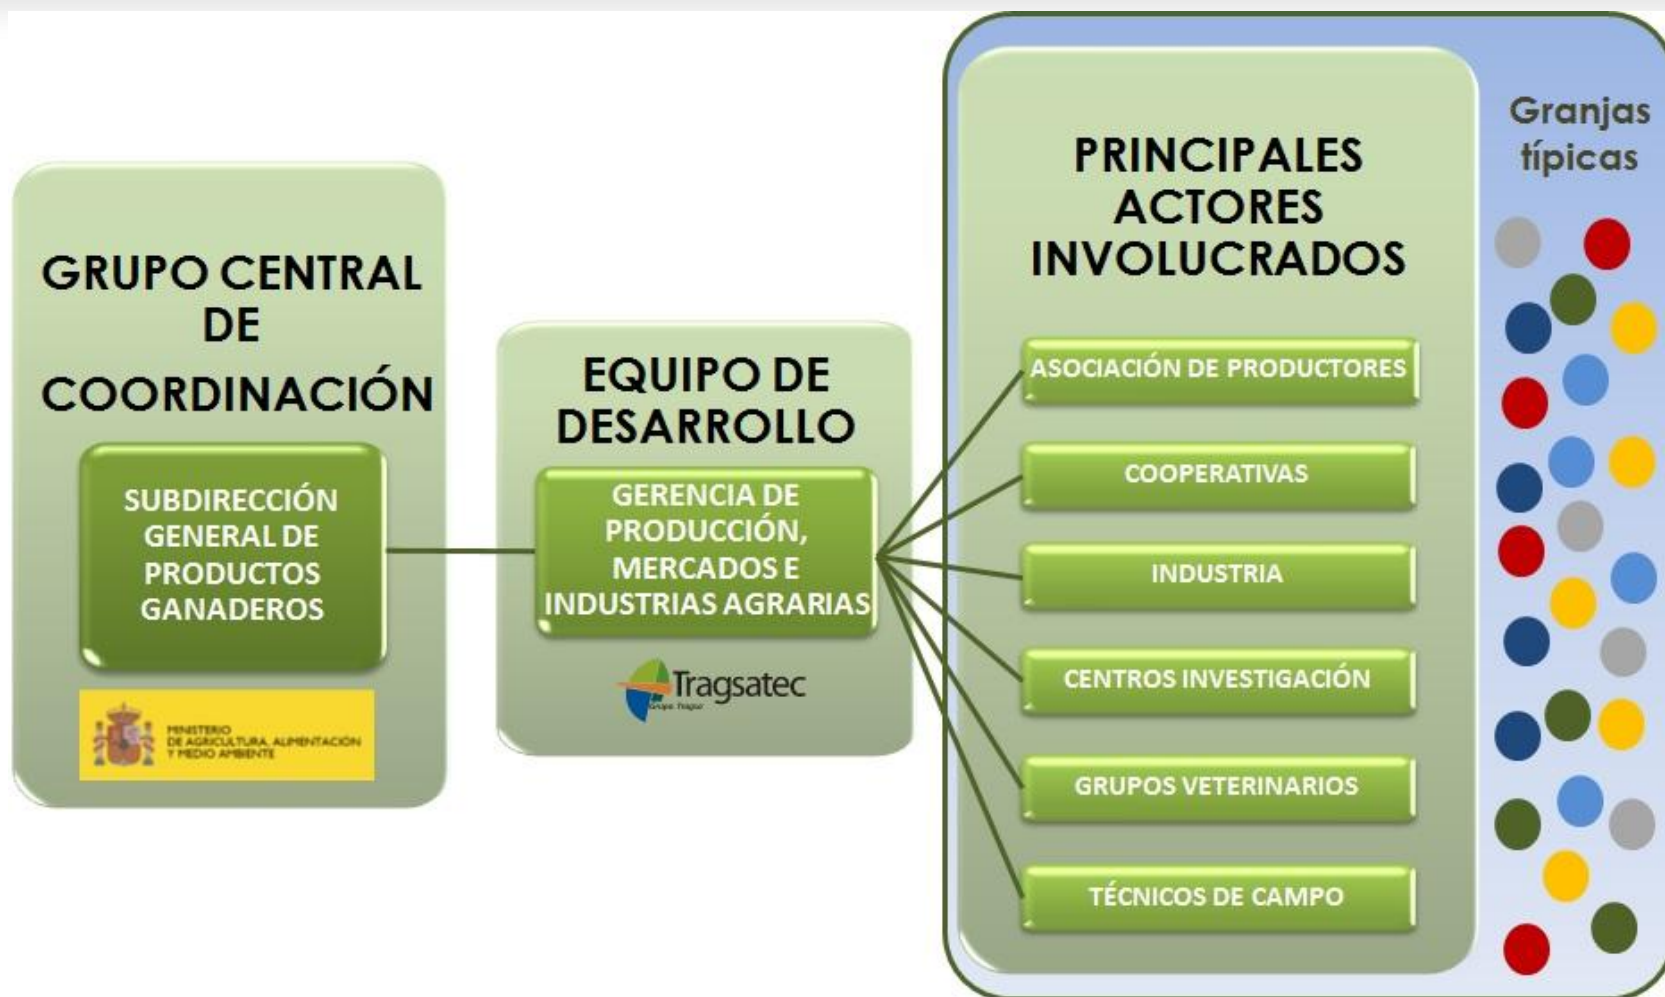 GRUPO CENTRAL
DE
COORDINACIÓN
SUBDIRECCIÓN
GENERAL DE
PRODUCTOS
GANADEROS
MINISTERIO
DE AGRICULTURA, ALIMENTACIÓN
Y MEDIO AMBIENTE
EQUIPO DE
DESARROLLO
GERENCIA DE
PRODUCCIÓN,
MERCADOS E
INDUSTRIAS AGRARIAS
Tragsatec
Grupo Tragsa
PRINCIPALES
ACTORES
INVOLUCRADOS
ASOCIACIÓN DE PRODUCTORES
COOPERATIVAS
INDUSTRIA
CENTROS INVESTIGACIÓN
GRUPOS VETERINARIOS
TÉCNICOS DE CAMPO
Granjas
típicas